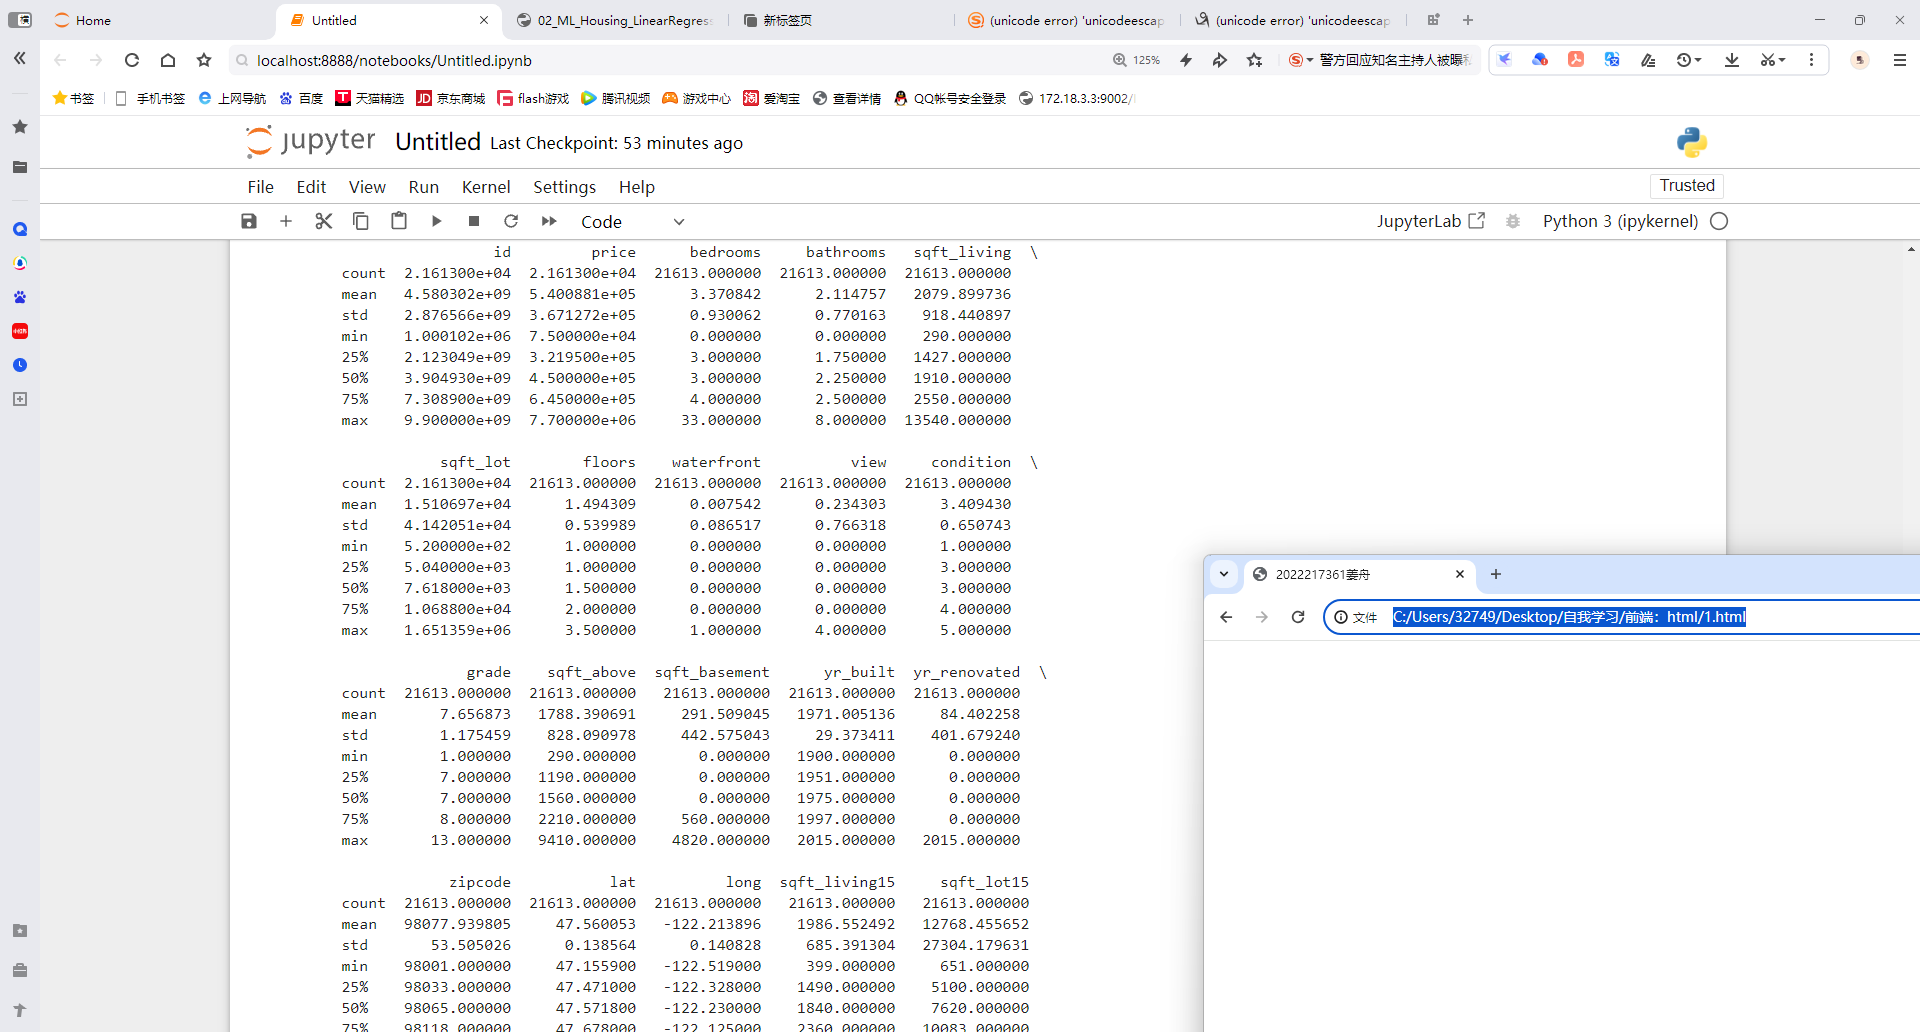 Home
Untitled
02_ML_Housing_LinearRegress
新标签页
(unicode error) 'unicodeescap
(unicode error) 'unicodeescap
localhost:8888/notebooks/Untitled.ipynb
125%
警方回应知名主持人被曝私
书签 手机书签 上网导航 百度 天猫精选 京东商城 flash游戏 腾讯视频 游戏中心 爱淘宝 查看详情 QQ帐号安全登录 172.18.3.3:9002/
jupyter Untitled Last Checkpoint: 53 minutes ago
File Edit View Run Kernel Settings Help Trusted
Code JupyterLab Python 3 (ipykernel)
id price bedrooms bathrooms sqft_living \
count 2.161300e+04 2.161300e+04 21613.000000 21613.000000 21613.000000
mean 4.580302e+09 5.400881e+05 3.370842 2.114757 2079.899736
std 2.876566e+09 3.671272e+05 0.930062 0.770163 918.440897
min 1.000102e+06 7.500000e+04 0.000000 0.000000 290.000000
25% 2.123049e+09 3.219500e+05 3.000000 1.750000 1427.000000
50% 3.904930e+09 4.500000e+05 3.000000 2.250000 1910.000000
75% 7.308900e+09 6.450000e+05 4.000000 2.500000 2550.000000
max 9.900000e+09 7.700000e+06 33.000000 8.000000 13540.000000
sqft_lot floors waterfront view condition \
count 2.161300e+04 21613.000000 21613.000000 21613.000000 21613.000000
mean 1.510697e+04 1.494309 0.007542 0.234303 3.409430
std 4.142051e+04 0.539989 0.086517 0.766318 0.650743
min 5.200000e+02 1.000000 0.000000 0.000000 1.000000
25% 5.040000e+03 1.000000 0.000000 0.000000 3.000000
50% 7.618000e+03 1.500000 0.000000 0.000000 3.000000
75% 1.068800e+04 2.000000 0.000000 0.000000 4.000000
max 1.651359e+06 3.500000 1.000000 4.000000 5.000000
grade sqft_above sqft_basement yr_built yr_renovated \
count 21613.000000 21613.000000 21613.000000 21613.000000 21613.000000
mean 7.656873 1788.390691 291.509045 1971.005136 84.402258
std 1.175459 828.090978 442.575043 29.373411 401.679240
min 1.000000 290.000000 0.000000 1900.000000 0.000000
25% 7.000000 1190.000000 0.000000 1951.000000 0.000000
50% 7.000000 1560.000000 0.000000 1975.000000 0.000000
75% 8.000000 2210.000000 560.000000 1997.000000 0.000000
max 13.000000 9410.000000 4820.000000 2015.000000 2015.000000
zipcode lat long sqft_living15 sqft_lot15
count 21613.000000 21613.000000 21613.000000 21613.000000 21613.000000
mean 98077.939805 47.560053 -122.213896 1986.552492 12768.455652
std 53.505026 0.138564 0.140828 685.391304 27304.179631
min 98001.000000 47.155900 -122.519000 399.000000 651.000000
25% 98033.000000 47.471000 -122.328000 1490.000000 5100.000000
50% 98065.000000 47.571800 -122.230000 1840.000000 7620.000000
75% 98118.000000 47.678000 -122.125000 2360.000000 10083.000000
2022217361姜舟
文件 C:/Users/32749/Desktop/自我学习/前端：html/1.html